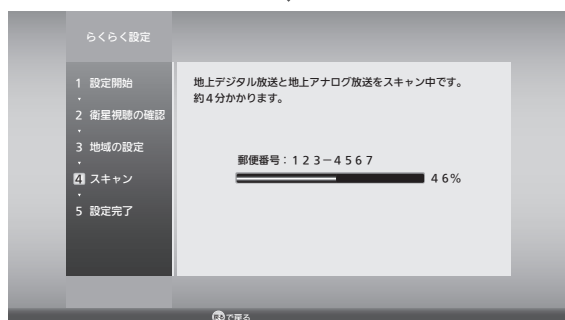 らくらく設定
1 設定開始
2 衛星視聴の確認
3 地域の設定
4 スキャン
5 設定完了
地上デジタル放送と地上アナログ放送をスキャン中です。
約4分かかります。
郵便番号：123－4567
46%
戻るで戻る